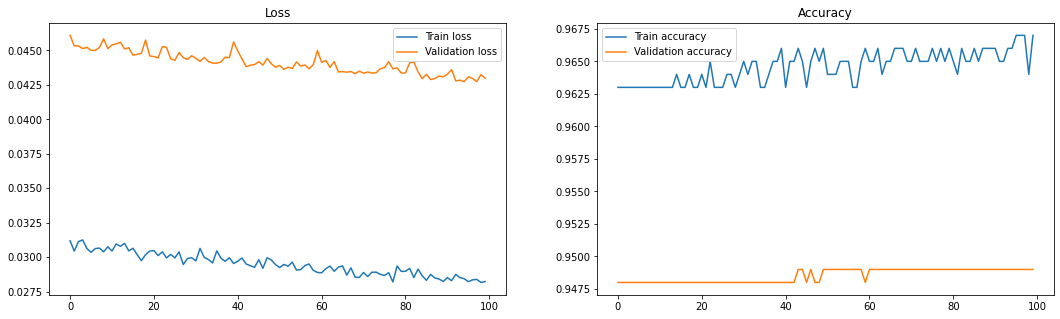 Loss
Train loss
Validation loss
0.0450
0.0425
0.0400
0.0375
0.0350
0.0325
0.0300
0.0275
0 20 40 60 80 100
Accuracy
Train accuracy
Validation accuracy
0.9675
0.9650
0.9625
0.9600
0.9575
0.9550
0.9525
0.9500
0.9475
0 20 40 60 80 100